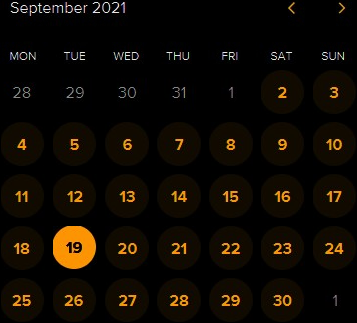 September 2021
MON TUE WED THU FRI SAT SUN
28 29 30 31 1 2 3
4 5 6 7 8 9 10
11 12 13 14 15 16 17
18 19 20 21 22 23 24
25 26 27 28 29 30 1